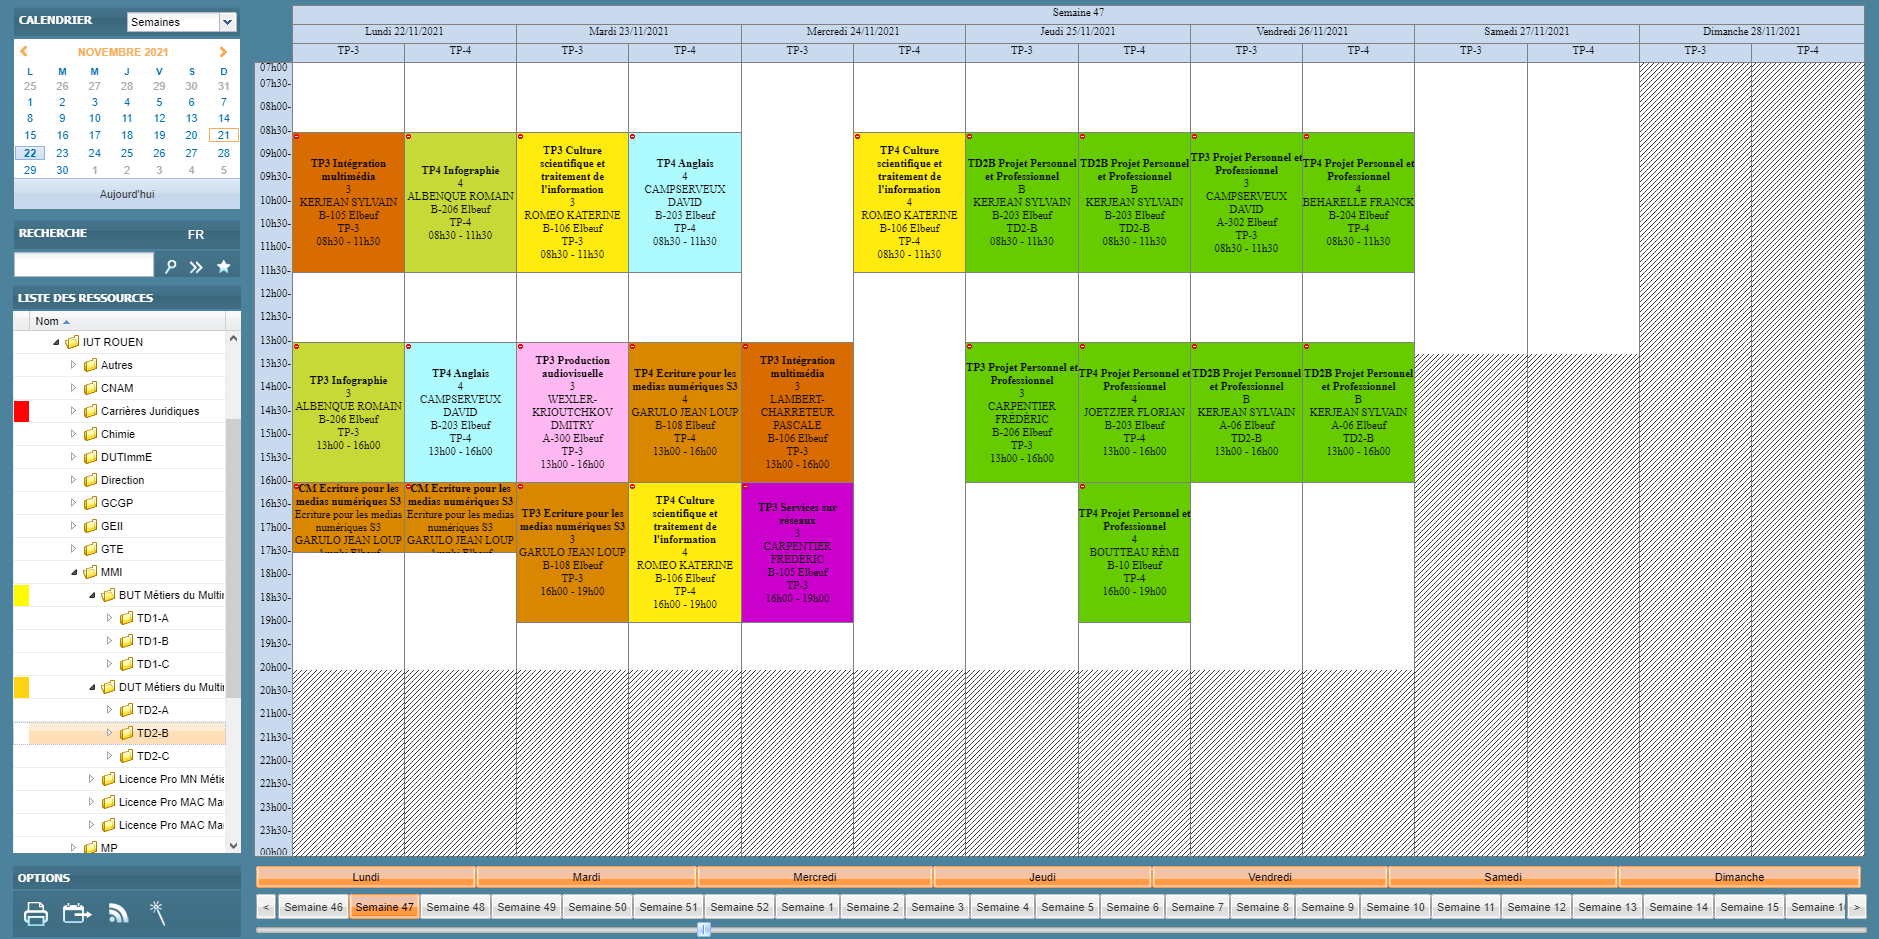 CALENDRIER
Semaines
NOVEMBRE 2021
L M M J V S D
25 26 27 28 29 30 31
1 2 3 4 5 6 7
8 9 10 11 12 13 14
15 16 17 18 19 20 21
22 23 24 25 26 27 28
29 30 1 2 3 4 5
Aujourd'hui
RECHERCHE FR
LISTE DES RESSOURCES
Nom
IUT ROUEN
Autres
CNAM
Carrières Juridiques
Chimie
DUTImmE
Direction
GCGP
GEII
GTE
MMI
BUT Métiers du Multir
TD1-A
TD1-B
TD1-C
DUT Métiers du Multir
TD2-A
TD2-B
TD2-C
Licence Pro MN Métie
Licence Pro MAC Mai
Licence Pro MAC Mai
MP
OPTIONS
Semaine 47
Lundi 22/11/2021 Mardi 23/11/2021 Mercredi 24/11/2021 Jeudi 25/11/2021 Vendredi 26/11/2021 Samedi 27/11/2021 Dimanche 28/11/2021
TP-3 TP-4 TP-3 TP-4 TP-3 TP-4 TP-3 TP-4 TP-3 TP-4 TP-3 TP-4 TP-3 TP-4
07h00
07h30-
08h00-
08h30-
09h00-
09h30-
10h00-
10h30-
11h00-
11h30-
12h00-
12h30-
13h00-
13h30-
14h00-
14h30-
15h00-
15h30-
16h00-
16h30-
17h00-
17h30-
18h00-
18h30-
19h00-
19h30-
20h00-
20h30-
21h00-
21h30-
22h00-
22h30-
23h00-
23h30-
00h00
TP3 Intégration
multimédia
3
KERJEAN SYLVAIN
B-105 Elbeuf
TP-3
08h30 - 11h30
TP4 Infographie
4
ALBENQUE ROMAIN
B-206 Elbeuf
TP-4
08h30 - 11h30
TP3 Culture
scientifique et
traitement de
l'information
3
ROMEO KATERINE
B-106 Elbeuf
TP-3
08h30 - 11h30
TP4 Anglais
4
CAMPSERVEUX
DAVID
B-203 Elbeuf
TP-4
08h30 - 11h30
TP4 Culture
scientifique et
traitement de
l'information
4
ROMEO KATERINE
B-106 Elbeuf
TP-4
08h30 - 11h30
TD2B Projet Personnel
et Professionnel
B
KERJEAN SYLVAIN
B-203 Elbeuf
TD2-B
08h30 - 11h30
TD2B Projet Personnel
et Professionnel
B
KERJEAN SYLVAIN
B-203 Elbeuf
TD2-B
08h30 - 11h30
TP3 Projet Personnel et
Professionnel
3
CAMPSERVEUX
DAVID
A-302 Elbeuf
TP-3
08h30 - 11h30
TP4 Projet Personnel et
Professionnel
4
BEHARELLE FRANCK
B-204 Elbeuf
TP-4
08h30 - 11h30
TP3 Infographie
3
ALBENQUE ROMAIN
B-206 Elbeuf
TP-3
13h00 - 16h00
TP4 Anglais
4
CAMPSERVEUX
DAVID
B-203 Elbeuf
TP-4
13h00 - 16h00
TP3 Production
audiovisuelle
3
WEXLER-
KRIOUTCHKOV
DMITRY
A-300 Elbeuf
TP-3
13h00 - 16h00
TP4 Ecriture pour les
medias numériques S3
4
GARULO JEAN LOUP
B-108 Elbeuf
TP-4
13h00 - 16h00
TP3 Intégration
multimédia
3
LAMBERT-
CHARRETEUR
PASCALE
B-106 Elbeuf
TP-3
13h00 - 16h00
TP3 Projet Personnel et
Professionnel
3
CARPENTIER
FRÉDÉRIC
B-206 Elbeuf
TP-3
13h00 - 16h00
TP4 Projet Personnel et
Professionnel
4
JOETZJER FLORIAN
B-203 Elbeuf
TP-4
13h00 - 16h00
TD2B Projet Personnel
et Professionnel
B
KERJEAN SYLVAIN
A-06 Elbeuf
TD2-B
13h00 - 16h00
TD2B Projet Personnel
et Professionnel
B
KERJEAN SYLVAIN
A-06 Elbeuf
TD2-B
13h00 - 16h00
CM Ecriture pour les
medias numériques S3
Ecriture pour les medias
numériques S3
GARULO JEAN LOUP
Amphi Elbeuf
CM Ecriture pour les
medias numériques S3
Ecriture pour les medias
numériques S3
GARULO JEAN LOUP
Amphi Elbeuf
TP3 Ecriture pour les
medias numériques S3
3
GARULO JEAN LOUP
B-108 Elbeuf
TP-3
16h00 - 19h00
TP4 Culture
scientifique et
traitement de
l'information
4
ROMEO KATERINE
B-106 Elbeuf
TP-4
16h00 - 19h00
TP3 Services sur
réseaux
3
CARPENTIER
FRÉDÉRIC
B-105 Elbeuf
TP-3
16h00 - 19h00
TP4 Projet Personnel et
Professionnel
4
BOUTTEAU RÉMI
B-10 Elbeuf
TP-4
16h00 - 19h00
Lundi Mardi Mercredi Jeudi Vendredi Samedi Dimanche
< Semaine 46 Semaine 47 Semaine 48 Semaine 49 Semaine 50 Semaine 51 Semaine 52 Semaine 1 Semaine 2 Semaine 3 Semaine 4 Semaine 5 Semaine 6 Semaine 7 Semaine 8 Semaine 9 Semaine 10 Semaine 11 Semaine 12 Semaine 13 Semaine 14 Semaine 15 Semaine 1 >